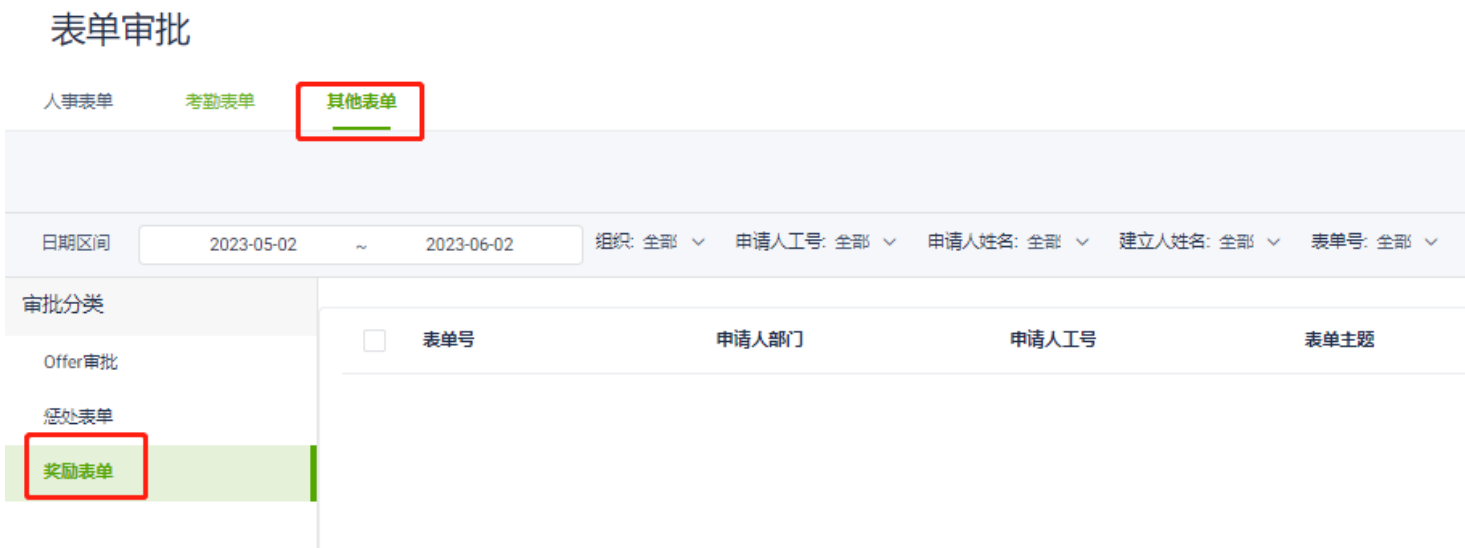 表单审批
人事表单 考勤表单 其他表单
日期区间 2023-05-02 ~ 2023-06-02 组织: 全部 申请人工号: 全部 申请人姓名: 全部 建立人姓名: 全部 表单号: 全部
审批分类
表单号 申请人部门 申请人工号 表单主题
Offer审批
惩处表单
奖励表单